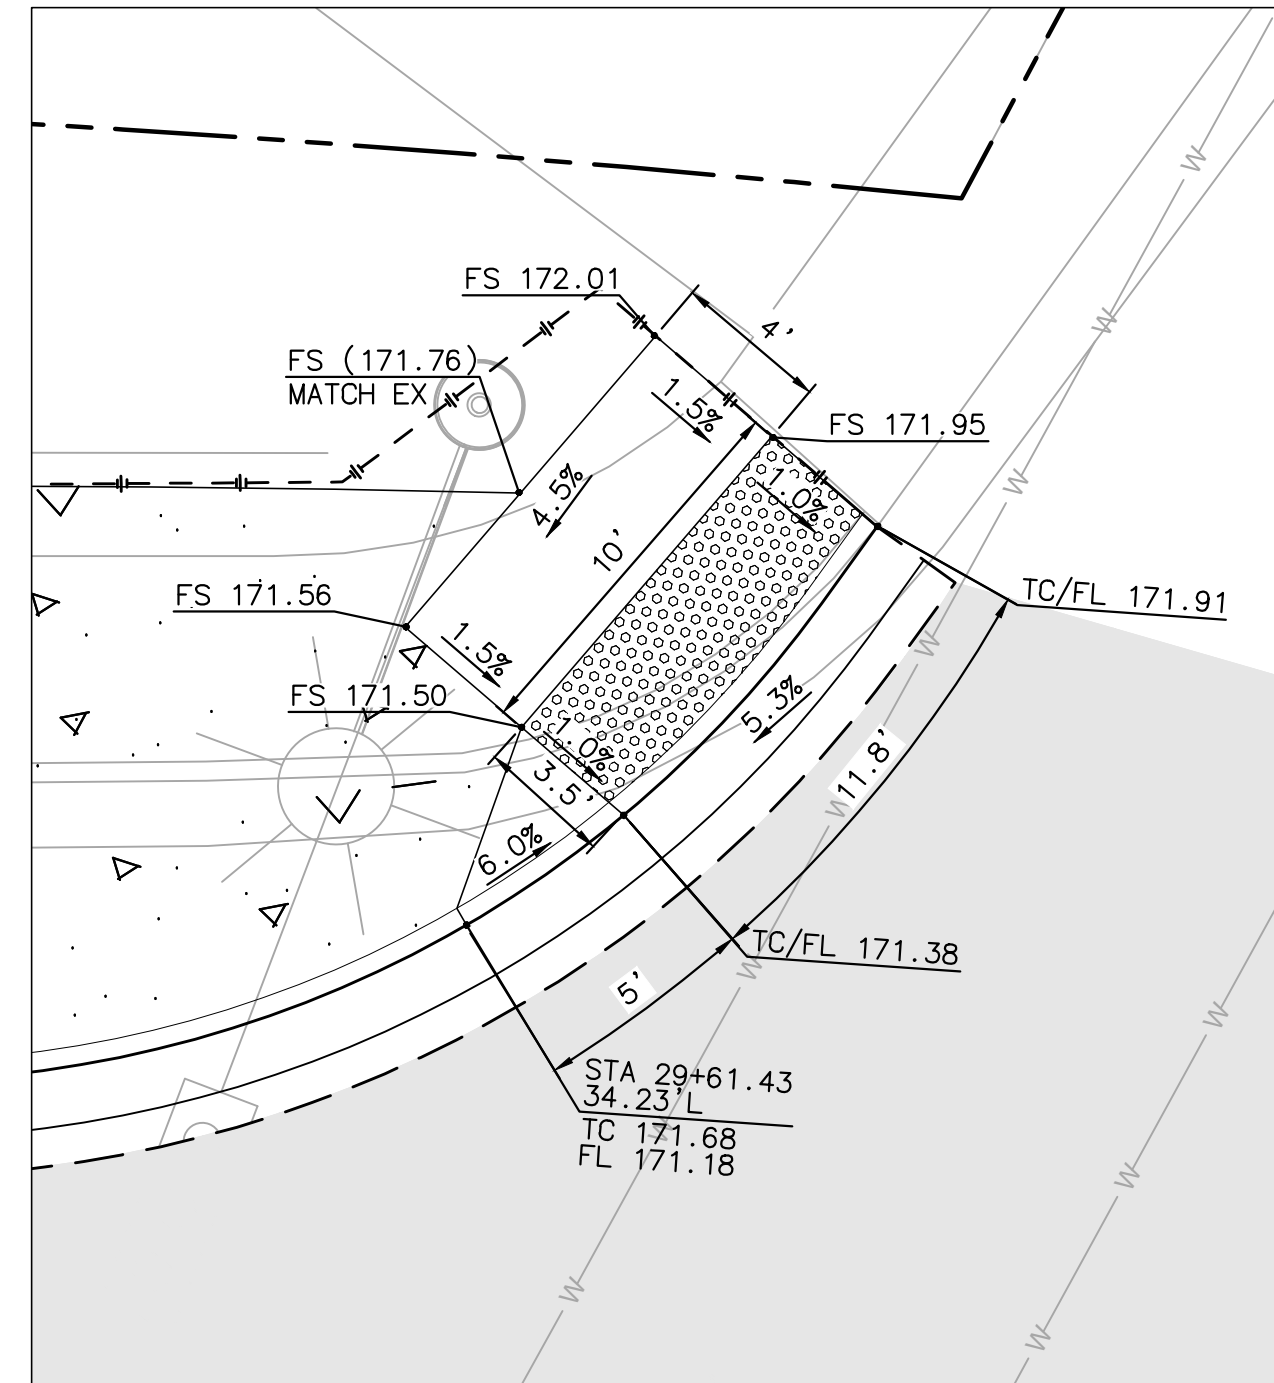 FS 172.01
4'
FS (171.76)
MATCH EX
1.5%
FS 171.95
4.5%
1.0%
10'
FS 171.56
TC/FL 171.91
1.5%
FS 171.50
5.3%
1.0%
3.5'
11.8'
6.0%
TC/FL 171.38
5'
STA 29+61.43
34.23'L
TC 171.68
FL 171.18
W
W
W
W
W
W
W
W
W
W
W